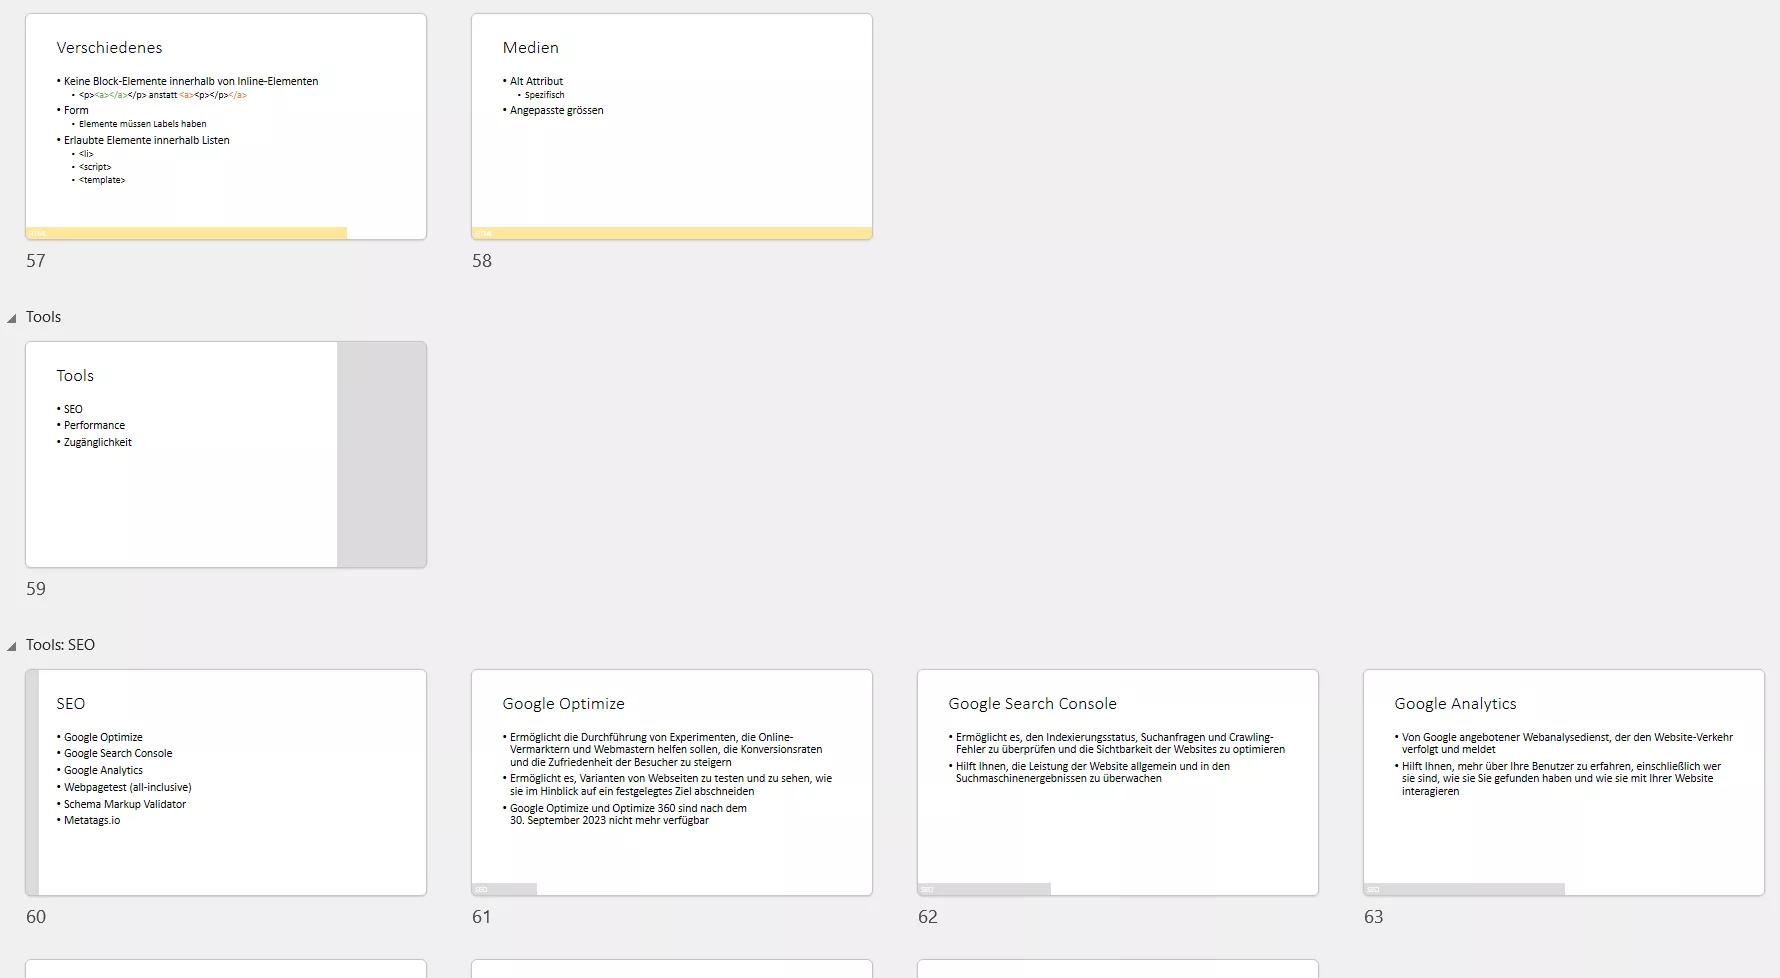 Verschiedenes
• Keine Block-Elemente innerhalb von Inline-Elementen
• <p><a></a></p> anstatt <a><p></p></a>
• Form
• Elemente müssen Labels haben
• Erlaubte Elemente innerhalb Listen
• <li>
• <script>
• <template>
HTML
57
Medien
• Alt Attribut
• Spezifisch
• Angepasste grössen
HTML
58
Tools
Tools
• SEO
• Performance
• Zugänglichkeit
59
Tools: SEO
SEO
• Google Optimize
• Google Search Console
• Google Analytics
• Webpagetest (all-inclusive)
• Schema Markup Validator
• Metatags.io
60
Google Optimize
• Ermöglicht die Durchführung von Experimenten, die Online-
Vermarktern und Webmastern helfen sollen, die Konversionsraten
und die Zufriedenheit der Besucher zu steigern
• Ermöglicht es, Varianten von Webseiten zu testen und zu sehen, wie
sie im Hinblick auf ein festgelegtes Ziel abschneiden
• Google Optimize und Optimize 360 sind nach dem
30. September 2023 nicht mehr verfügbar
SEO
61
Google Search Console
• Ermöglicht es, den Indexierungsstatus, Suchanfragen und Crawling-
Fehler zu überprüfen und die Sichtbarkeit der Websites zu optimieren
• Hilft Ihnen, die Leistung der Website allgemein und in den
Suchmaschinenergebnissen zu überwachen
SEO
62
Google Analytics
• Von Google angebotener Webanalysedienst, der den Website-Verkehr
verfolgt und meldet
• Hilft Ihnen, mehr über Ihre Benutzer zu erfahren, einschließlich wer
sie sind, wie sie Sie gefunden haben und wie sie mit Ihrer Website
interagieren
SEO
63